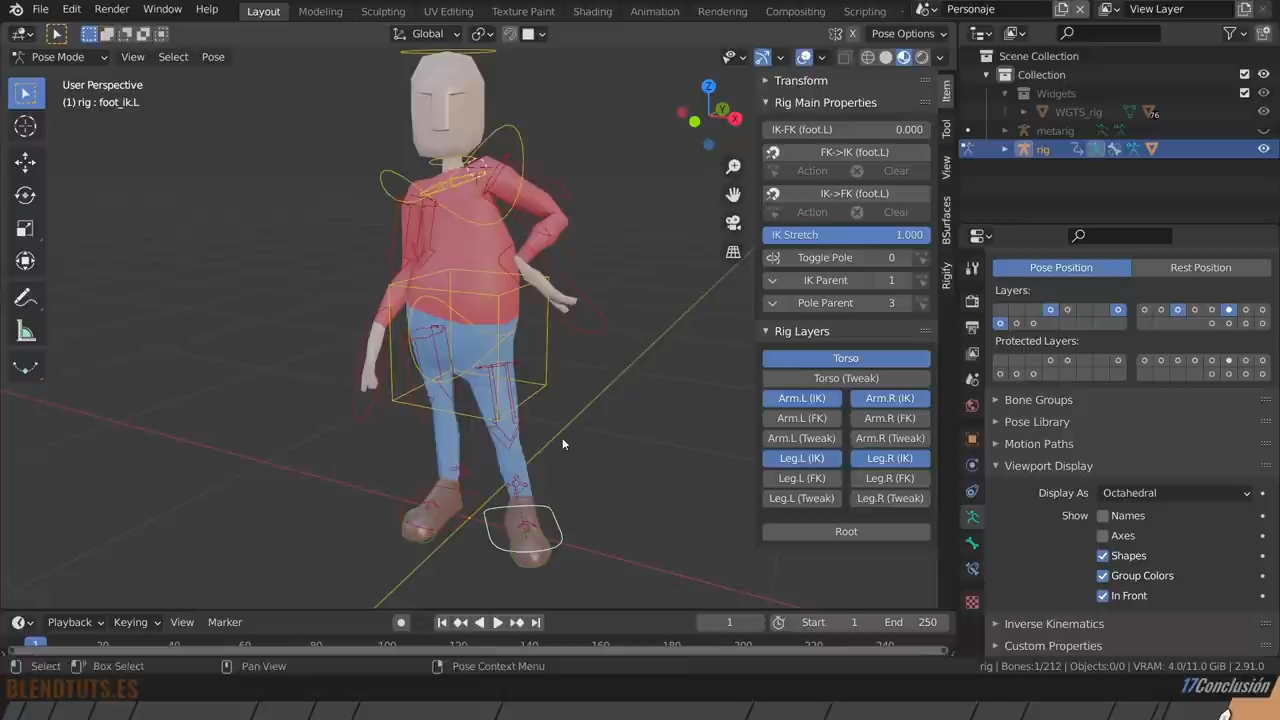 File Edit Render Window Help Layout Modeling Sculpting UV Editing Texture Paint Shading Animation Rendering Compositing Scripting Personaje View Layer
Global Pose Options
Pose Mode View Select Pose
User Perspective
(1) rig : foot_ik.L
Z
Y
X
Transform
Rig Main Properties
IK-FK (foot.L) 0.000
FK->IK (foot.L)
Action Clear
IK->FK (foot.L)
Action Clear
IK Stretch 1.000
Toggle Pole 0
IK Parent 1
Pole Parent 3
Rig Layers
Torso
Torso (Tweak)
Arm.L (IK) Arm.R (IK)
Arm.L (FK) Arm.R (FK)
Arm.L (Tweak) Arm.R (Tweak)
Leg.L (IK) Leg.R (IK)
Leg.L (FK) Leg.R (FK)
Leg.L (Tweak) Leg.R (Tweak)
Root
Item
Tool
View
BSurfaces
Rigify
Scene Collection
Collection
Widgets
WGTS_rig 76
metarig
rig
Pose Position Rest Position
Layers:
Protected Layers:
Bone Groups
Pose Library
Motion Paths
Viewport Display
Display As Octahedral
Show Names
Axes
Shapes
Group Colors
In Front
Inverse Kinematics
Custom Properties
Playback Keying View Marker 1 Start 1 End 250
1
Select Box Select Pan View Pose Context Menu rig | Bones:1/212 | Objects:0/0 | VRAM: 4.0/11.0 GiB | 2.91.0
BLENDTUTS.ES
17Conclusión